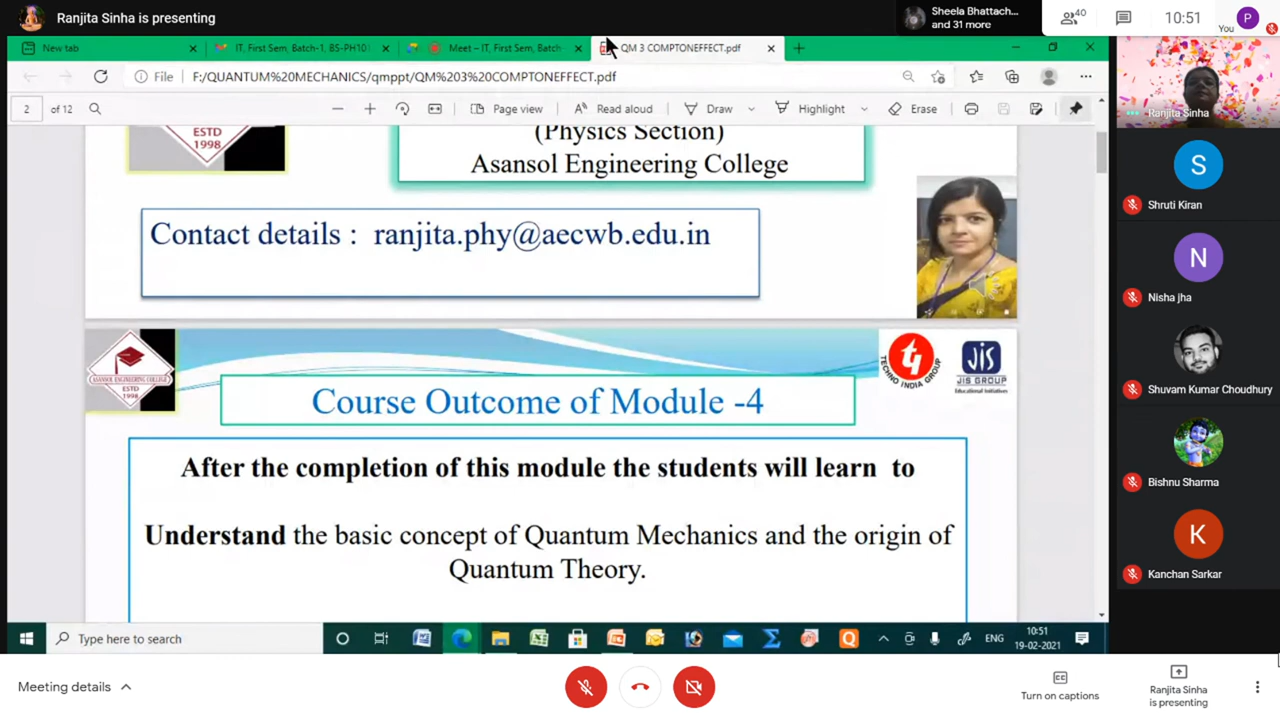 Ranjita Sinha is presenting
Sheela Bhattach...
and 31 more
40
10:51
You
P
New tab
IT, First Sem, Batch-1, BS-PH101
Meet – IT, First Sem, Batch-
QM 3 COMPTONEFFECT.pdf
File
F:/QUANTUM%20MECHANICS/qmppt/QM%203%20COMPTONEFFECT.pdf
2 of 12
Page view
Read aloud
Draw
Highlight
Erase
ESTD
1998
(Physics Section)
Asansol Engineering College
Contact details : ranjita.phy@aecwb.edu.in
ASANSOL ENGINEERING COLLEGE
ESTD
1998
TECHNO INDIA GROUP
JIS GROUP
Educational Initiatives
Course Outcome of Module -4
After the completion of this module the students will learn to
Understand the basic concept of Quantum Mechanics and the origin of
Quantum Theory.
Ranjita Sinha
S
Shruti Kiran
N
Nisha jha
Shuvam Kumar Choudhury
Bishnu Sharma
K
Kanchan Sarkar
Type here to search
ENG
10:51
19-02-2021
Meeting details
Turn on captions
Ranjita Sinha
is presenting